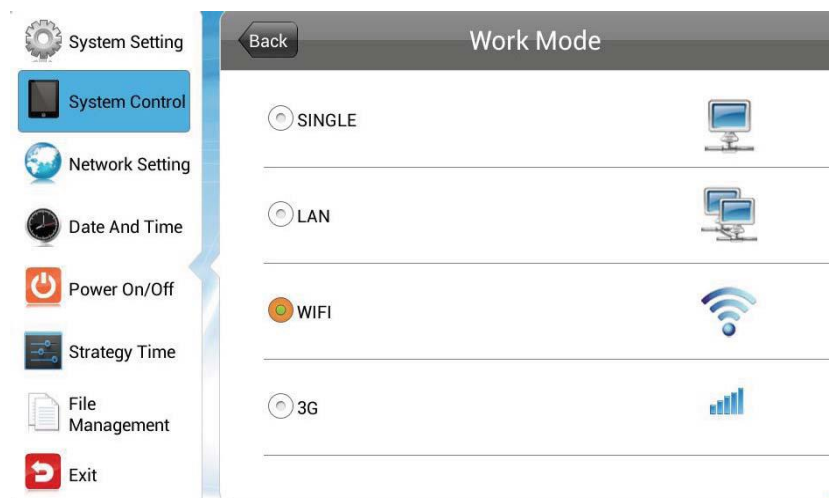 System Setting
System Control
Network Setting
Date And Time
Power On/Off
Strategy Time
File
Management
Exit
Back
Work Mode
SINGLE
LAN
WIFI
3G